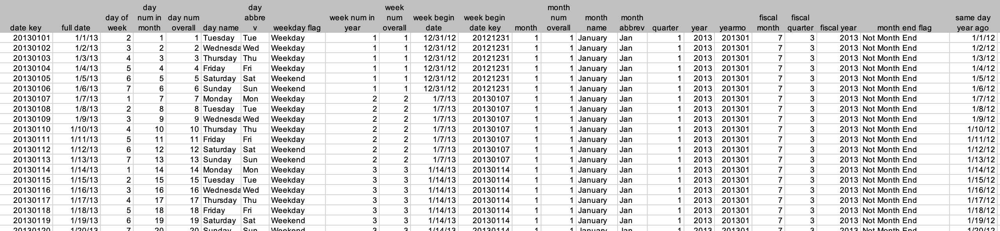 date key full date day of week day num in month day num overall day name day abbrev weekday flag week num in year week num overall week begin date week begin date key month month num overall month name month abbrev quarter year yearmo fiscal month fiscal quarter fiscal year month end flag same day year ago
20130101 1/1/13 2 1 1 Tuesday Tue Weekday 1 1 12/31/12 20121231 1 1 January Jan 1 2013 201301 7 3 2013 Not Month End 1/1/12
20130102 1/2/13 3 2 2 Wednesda Wed Weekday 1 1 12/31/12 20121231 1 1 January Jan 1 2013 201301 7 3 2013 Not Month End 1/2/12
20130103 1/3/13 4 3 3 Thursday Thu Weekday 1 1 12/31/12 20121231 1 1 January Jan 1 2013 201301 7 3 2013 Not Month End 1/3/12
20130104 1/4/13 5 4 4 Friday Fri Weekday 1 1 12/31/12 20121231 1 1 January Jan 1 2013 201301 7 3 2013 Not Month End 1/4/12
20130105 1/5/13 6 5 5 Saturday Sat Weekend 1 1 12/31/12 20121231 1 1 January Jan 1 2013 201301 7 3 2013 Not Month End 1/5/12
20130106 1/6/13 7 6 6 Sunday Sun Weekend 1 1 12/31/12 20121231 1 1 January Jan 1 2013 201301 7 3 2013 Not Month End 1/6/12
20130107 1/7/13 1 7 7 Monday Mon Weekday 2 2 1/7/13 20130107 1 1 January Jan 1 2013 201301 7 3 2013 Not Month End 1/7/12
20130108 1/8/13 2 8 8 Tuesday Tue Weekday 2 2 1/7/13 20130107 1 1 January Jan 1 2013 201301 7 3 2013 Not Month End 1/8/12
20130109 1/9/13 3 9 9 Wednesda Wed Weekday 2 2 1/7/13 20130107 1 1 January Jan 1 2013 201301 7 3 2013 Not Month End 1/9/12
20130110 1/10/13 4 10 10 Thursday Thu Weekday 2 2 1/7/13 20130107 1 1 January Jan 1 2013 201301 7 3 2013 Not Month End 1/10/12
20130111 1/11/13 5 11 11 Friday Fri Weekday 2 2 1/7/13 20130107 1 1 January Jan 1 2013 201301 7 3 2013 Not Month End 1/11/12
20130112 1/12/13 6 12 12 Saturday Sat Weekend 2 2 1/7/13 20130107 1 1 January Jan 1 2013 201301 7 3 2013 Not Month End 1/12/12
20130113 1/13/13 7 13 13 Sunday Sun Weekend 2 2 1/7/13 20130107 1 1 January Jan 1 2013 201301 7 3 2013 Not Month End 1/13/12
20130114 1/14/13 1 14 14 Monday Mon Weekday 3 3 1/14/13 20130114 1 1 January Jan 1 2013 201301 7 3 2013 Not Month End 1/14/12
20130115 1/15/13 2 15 15 Tuesday Tue Weekday 3 3 1/14/13 20130114 1 1 January Jan 1 2013 201301 7 3 2013 Not Month End 1/15/12
20130116 1/16/13 3 16 16 Wednesda Wed Weekday 3 3 1/14/13 20130114 1 1 January Jan 1 2013 201301 7 3 2013 Not Month End 1/16/12
20130117 1/17/13 4 17 17 Thursday Thu Weekday 3 3 1/14/13 20130114 1 1 January Jan 1 2013 201301 7 3 2013 Not Month End 1/17/12
20130118 1/18/13 5 18 18 Friday Fri Weekday 3 3 1/14/13 20130114 1 1 January Jan 1 2013 201301 7 3 2013 Not Month End 1/18/12
20130119 1/19/13 6 19 19 Saturday Sat Weekend 3 3 1/14/13 20130114 1 1 January Jan 1 2013 201301 7 3 2013 Not Month End 1/19/12
20130120 1/20/13 7 20 20 Sunday Sun Weekend 3 3 1/14/13 20130114 1 1 January Jan 1 2013 201301 7 3 2013 Not Month End 1/20/12